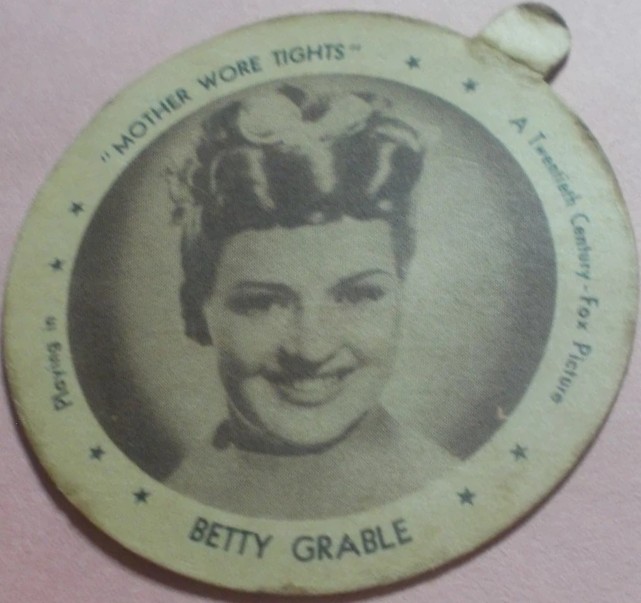 Playing in
"MOTHER WORE TIGHTS"
A Twentieth Century-Fox Picture
BETTY GRABLE